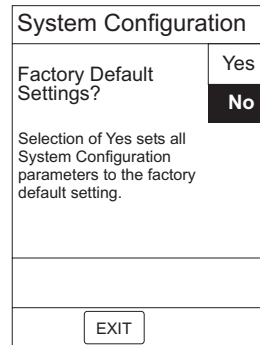 System Configuration
Factory Default
Settings?
Yes
No
Selection of Yes sets all
System Configuration
parameters to the factory
default setting.
EXIT